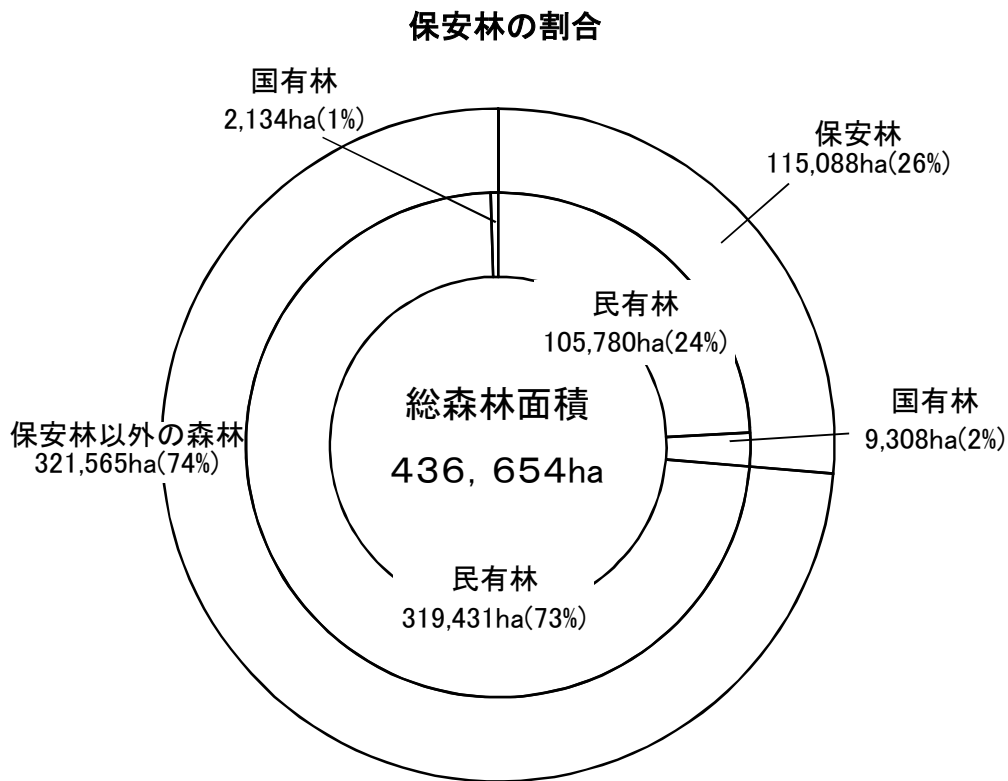 保安林の割合
国有林
2,134ha(1%)
保安林
115,088ha(26%)
民有林
105,780ha(24%)
国有林
9,308ha(2%)
総森林面積
436,654ha
保安林以外の森林
321,565ha(74%)
民有林
319,431ha(73%)